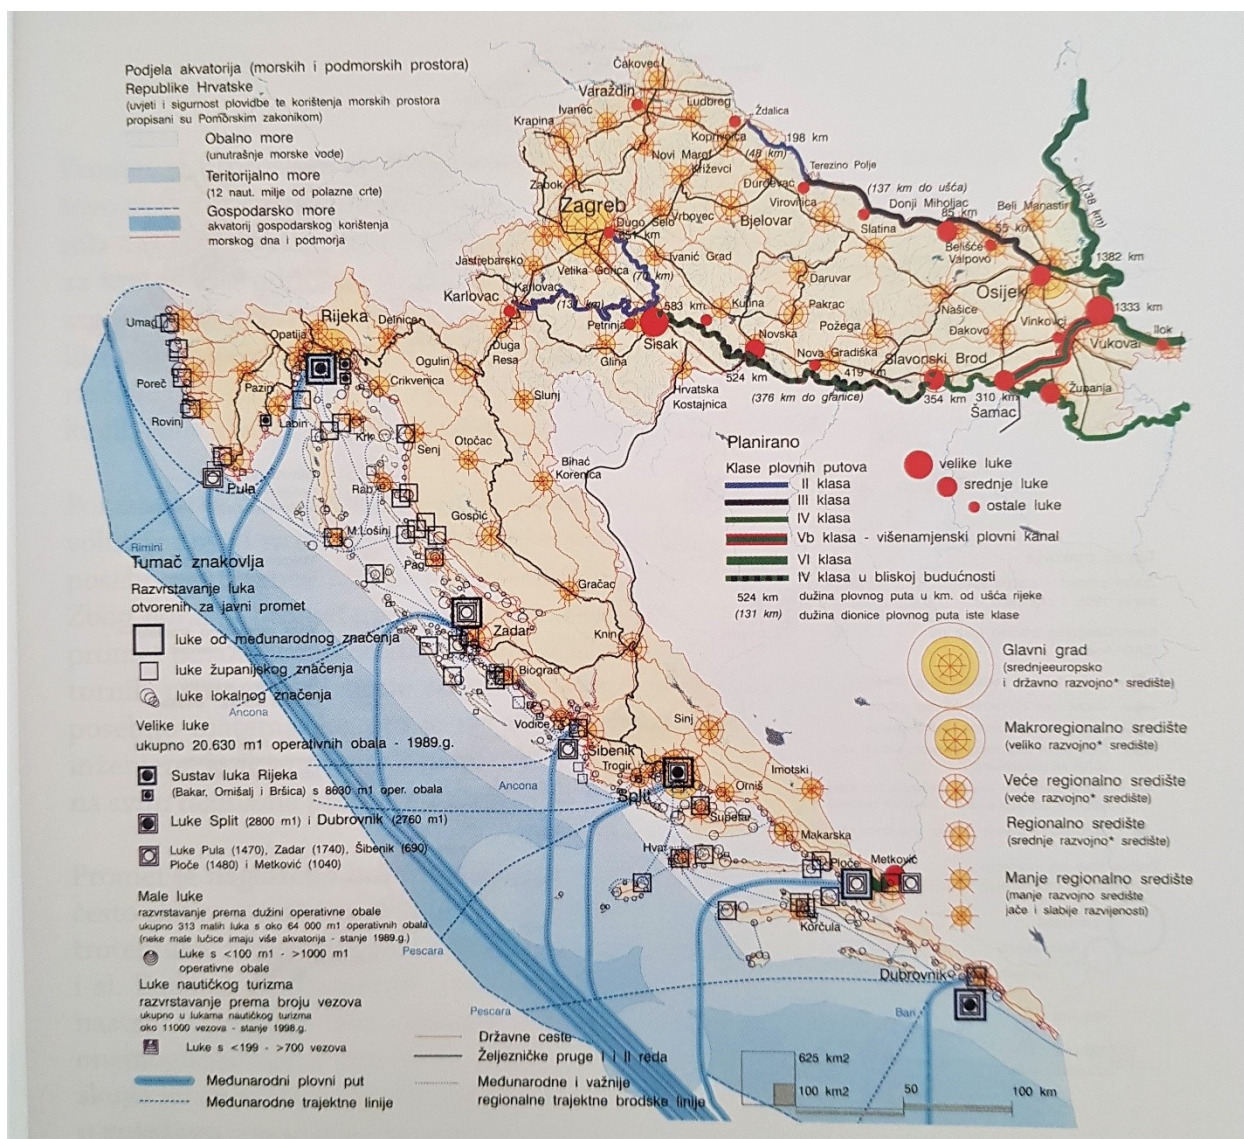 Podjela akvatorija (morskih i podmorskih prostora)
Republike Hrvatske
(uvjeti i sigurnost plovidbe te korištenja morskih prostora
propisani su Pomorskim zakonikom)
Obalno more
(unutrašnje morske vode)
Teritorijalno more
(12 naut. milje od polazne crte)
Gospodarsko more
akvatorij gospodarskog korištenja
morskog dna i podmorja
Čakovec
Varaždin
Ivanec
Ludbreg
Ždalica
Krapina
Koprivnica
198 km
Novi Marof
(48 km)
Križevci
Terezino Polje
Zabok
Đurđevac
(137 km do ušća)
Virovitica
Donji Miholjac
Beli Manastir
(138 km)
Zagreb
Vrbovec
Bjelovar
85 km
Dugo Selo
651 km
Slatina
55 km
Belišće
Valpovo
1382 km
Jastrebarsko
Velika Gorica
Ivanić Grad
(70 km)
Daruvar
Osijek
Karlovac
Karlovac
(131 km)
583 km
Kutina
Pakrac
Našice
1333 km
Petrinja
Požega
Vinkovci
Đakovo
Sisak
Novska
Vukovar
Ilok
Umag
Opatija
Rijeka
Delnice
Duga
Resa
Glina
Nova Gradiška
Slavonski Brod
Ogulin
524 km
419 km
Hrvatska
Kostajnica
(376 km do granice)
354 km
310 km
Šamac
Županja
Poreč
Pazin
Crikvenica
Slunj
Rovinj
Labin
Krk
Senj
Otočac
Bihać
Korenica
Pula
Rab
Gospić
M.Lošinj
Pag
Gračac
Zadar
Knin
Biograd
Vodice
Sinj
Šibenik
Trogir
Imotski
Split
Omiš
Supetar
Makarska
Hvar
Ploče
Metković
Korčula
Dubrovnik
Rimini
Ancona
Ancona
Pescara
Pescara
Bari
Planirano
Klase plovnih putova
II klasa
III klasa
IV klasa
Vb klasa - višenamjenski plovni kanal
VI klasa
IV klasa u bliskoj budućnosti
524 km dužina plovnog puta u km. od ušća rijeke
(131 km) dužina dionice plovnog puta iste klase
velike luke
srednje luke
ostale luke
Glavni grad
(srednjeeuropsko
i državno razvojno* središte)
Makroregionalno središte
(veliko razvojno* središte)
Veće regionalno središte
(veće razvojno* središte)
Regionalno središte
(srednje razvojno* središte)
Manje regionalno središte
(manje razvojno središte
jače i slabije razvijenosti)
Tumač znakovlja
Razvrstavanje luka
otvorenih za javni promet
luke od međunarodnog značenja
luke županijskog značenja
luke lokalnog značenja
Velike luke
ukupno 20.630 m1 operativnih obala - 1989.g.
Sustav luka Rijeka
(Bakar, Omišalj i Bršica) s 8630 m1 oper. obala
Luke Split (2800 m1) i Dubrovnik (2760 m1)
Luke Pula (1470), Zadar (1740), Šibenik (690)
Ploče (1480) i Metković (1040)
Male luke
razvrstavanje prema dužini operativne obale
ukupno 313 malih luka s oko 64 000 m1 operativnih obala
(neke male lučice imaju više akvatorija - stanje 1989.g.)
Luke s <100 m1 - >1000 m1
operativne obale
Luke nautičkog turizma
razvrstavanje prema broju vezova
ukupno u lukama nautičkog turizma
oko 11000 vezova - stanje 1998.g.
Luke s <199 - >700 vezova
Međunarodni plovni put
Međunarodne trajektne linije
Državne ceste
Željezničke pruge I i II reda
Međunarodne i važnije
regionalne trajektne brodske linije
625 km2
100 km2
50
100 km